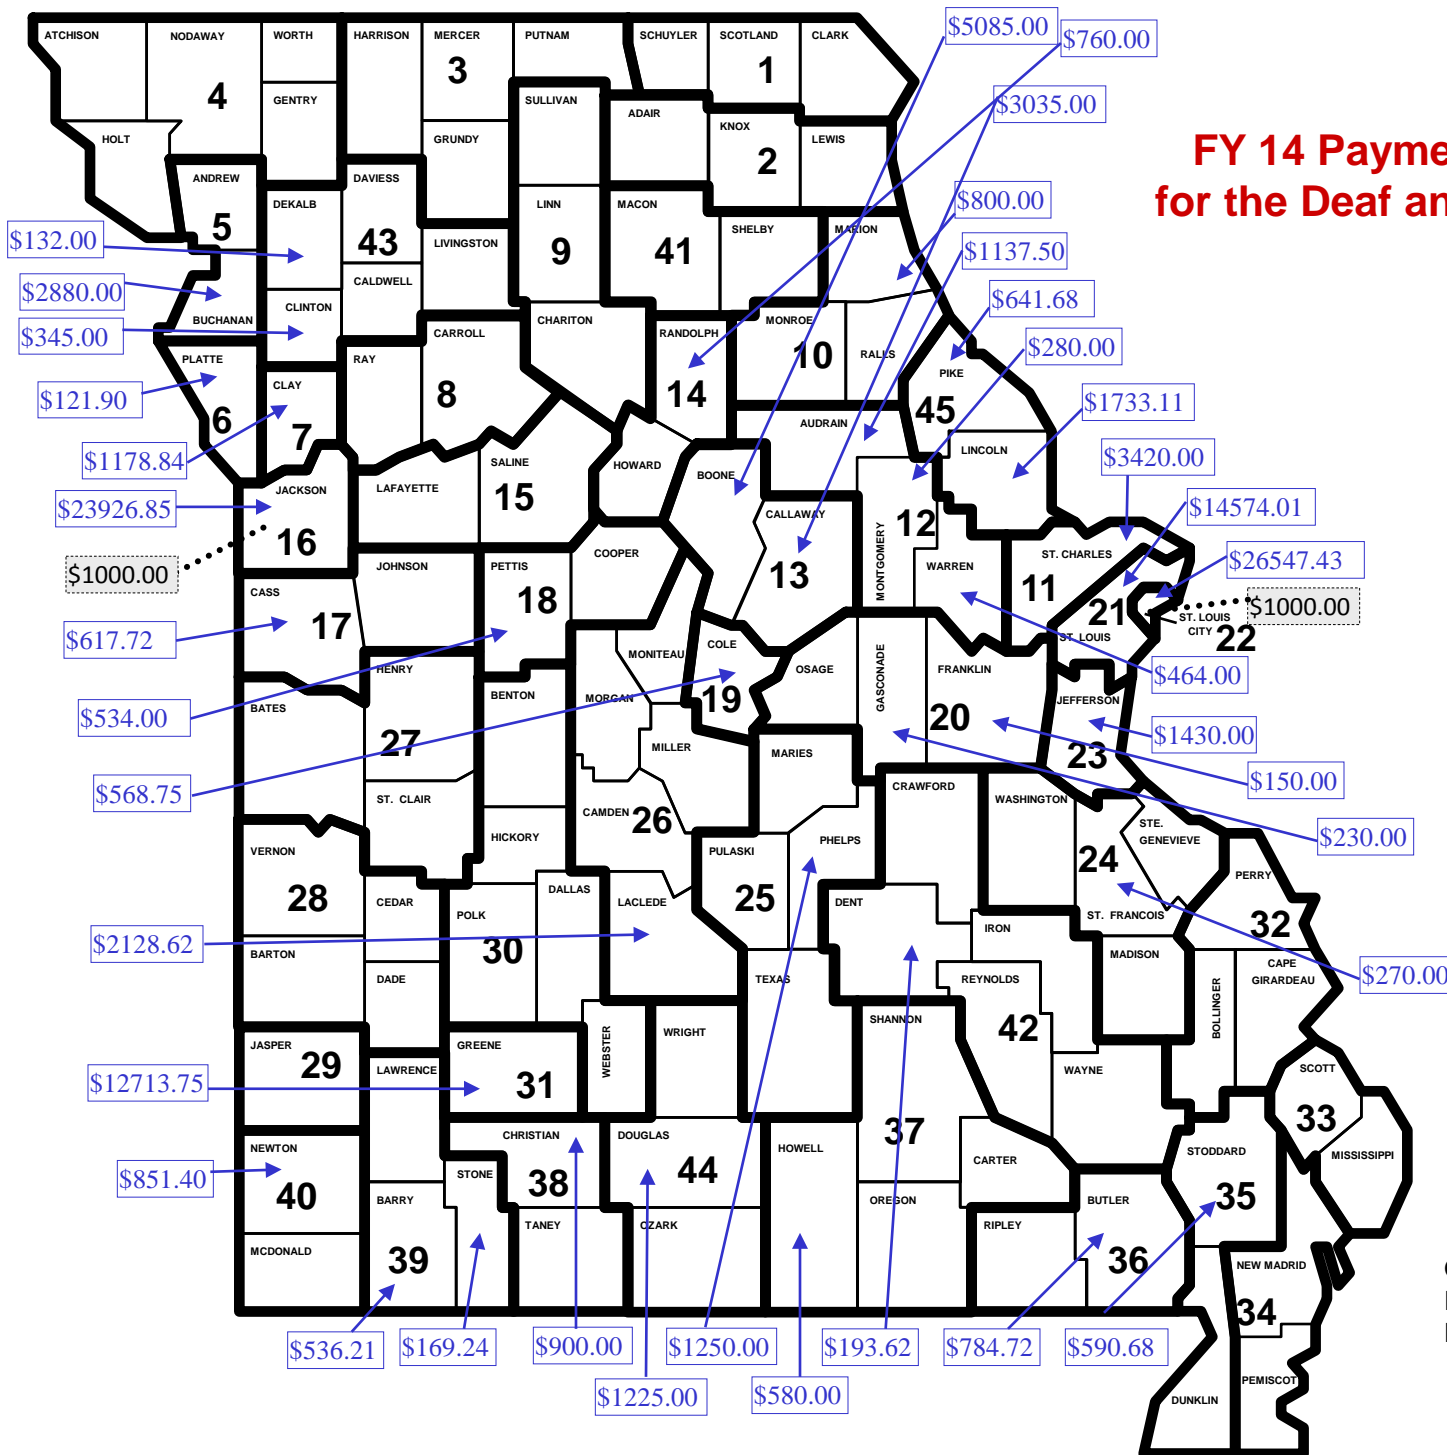 ATCHISON
NODAWAY
WORTH
HARRISON
MERCER
PUTNAM
SCHUYLER
SCOTLAND
CLARK
$5085.00
$760.00
4
3
1
GENTRY
SULLIVAN
ADAIR
KNOX
LEWIS
$3035.00
HOLT
GRUNDY
2
FY 14 Payme
for the Deaf an
ANDREW
DAVIESS
DEKALB
LINN
MACON
SHELBY
MARION
$800.00
5
43
9
41
$132.00
LIVINGSTON
$1137.50
$2880.00
CALDWELL
$641.68
BUCHANAN
CLINTON
CHARITON
$345.00
CARROLL
RANDOLPH
MONROE
10
RALLS
$280.00
PLATTE
RAY
PIKE
$121.90
CLAY
8
14
45
$1733.11
6
7
AUDRAIN
LINCOLN
$1178.84
SALINE
HOWARD
BOONE
$3420.00
$23926.85
JACKSON
LAFAYETTE
15
CALLAWAY
12
$14574.01
16
COOPER
MONTGOMERY
ST. CHARLES
$26547.43
$1000.00
JOHNSON
PETTIS
13
WARREN
11
$1000.00
CASS
18
21
ST. LOUIS
CITY
22
17
COLE
ST. LOUIS
$617.72
HENRY
MONITEAU
OSAGE
GASCONADE
FRANKLIN
$464.00
BENTON
MORGAN
19
JEFFERSON
$534.00
BATES
20
$1430.00
27
MILLER
MARIES
23
$150.00
$568.75
ST. CLAIR
CAMDEN
26
CRAWFORD
WASHINGTON
HICKORY
PHELPS
STE.
GENEVIEVE
$230.00
VERNON
PULASKI
24
28
CEDAR
POLK
DALLAS
LACLEDE
25
DENT
ST. FRANCOIS
PERRY
32
$2128.62
30
IRON
BARTON
MADISON
CAPE
GIRARDEAU
$270.00
DADE
TEXAS
REYNOLDS
BOLLINGER
JASPER
29
GREENE
WEBSTER
WRIGHT
SHANNON
42
LAWRENCE
WAYNE
SCOTT
$12713.75
31
33
NEWTON
CHRISTIAN
DOUGLAS
HOWELL
37
STODDARD
MISSISSIPPI
$851.40
40
STONE
38
44
CARTER
35
BARRY
OREGON
BUTLER
MCDONALD
39
TANEY
OZARK
RIPLEY
36
NEW MADRID
34
$536.21
$169.24
$900.00
$1250.00
$193.62
$784.72
$590.68
$1225.00
$580.00
DUNKLIN
PEMISCOT